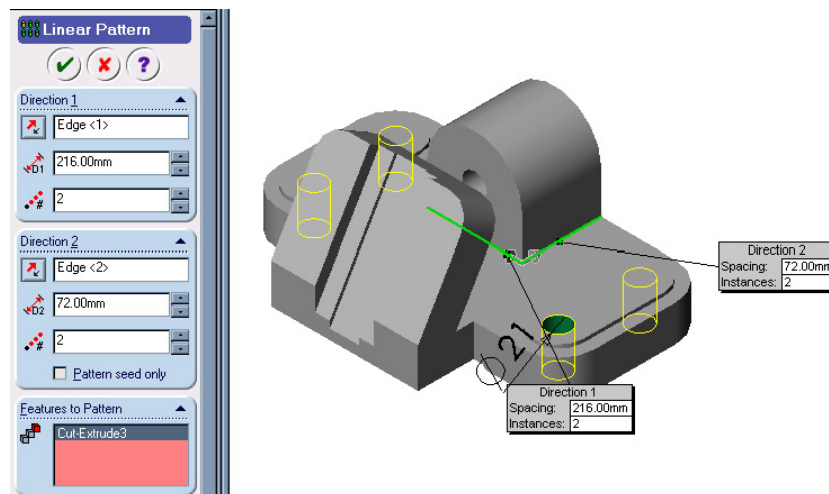 Linear Pattern
?
Direction 1
Edge <1>
D1
216.00mm
#
2
Direction 2
Edge <2>
D2
72.00mm
#
2
Pattern seed only
Features to Pattern
Cut-Extrude3
Direction 2
Spacing: 72.00mm
Instances: 2
∅ 21
Direction 1
Spacing: 216.00mm
Instances: 2